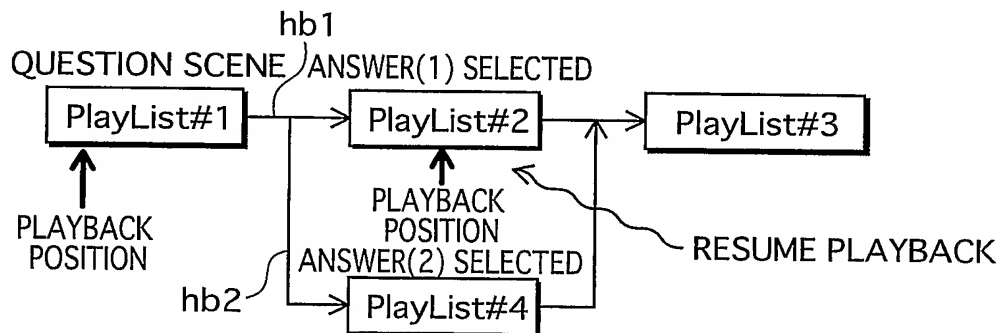 hb1
QUESTION SCENE ANSWER(1) SELECTED
PlayList#1
PlayList#2
PlayList#3
PLAYBACK
POSITION
PLAYBACK
POSITION
RESUME PLAYBACK
ANSWER(2) SELECTED
hb2
PlayList#4